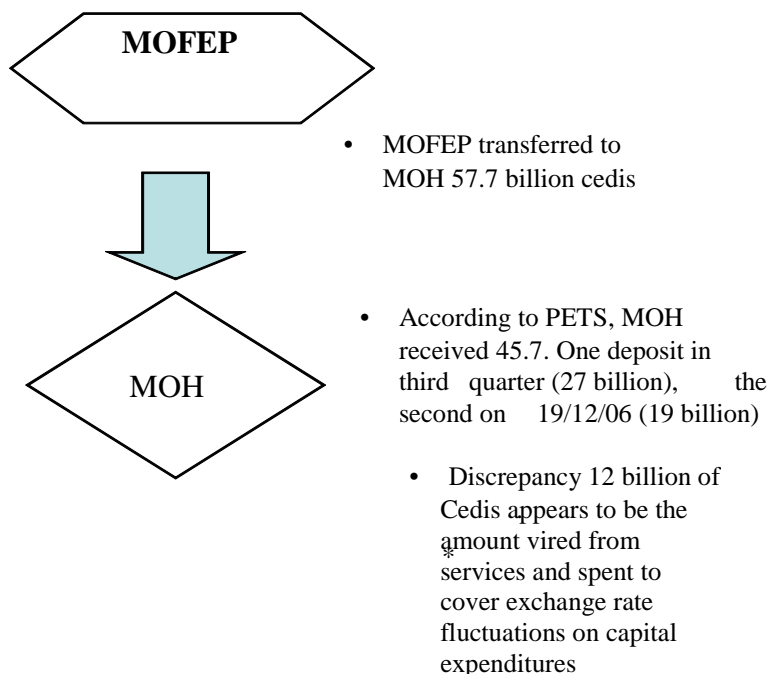 MOFEP
• MOFEP transferred to
MOH 57.7 billion cedis
• According to PETS, MOH
received 45.7. One deposit in
third quarter (27 billion), the
second on 19/12/06 (19 billion)
MOH
• Discrepancy 12 billion of
Cedis appears to be the
amount vired from
*
services and spent to
cover exchange rate
fluctuations on capital
expenditures